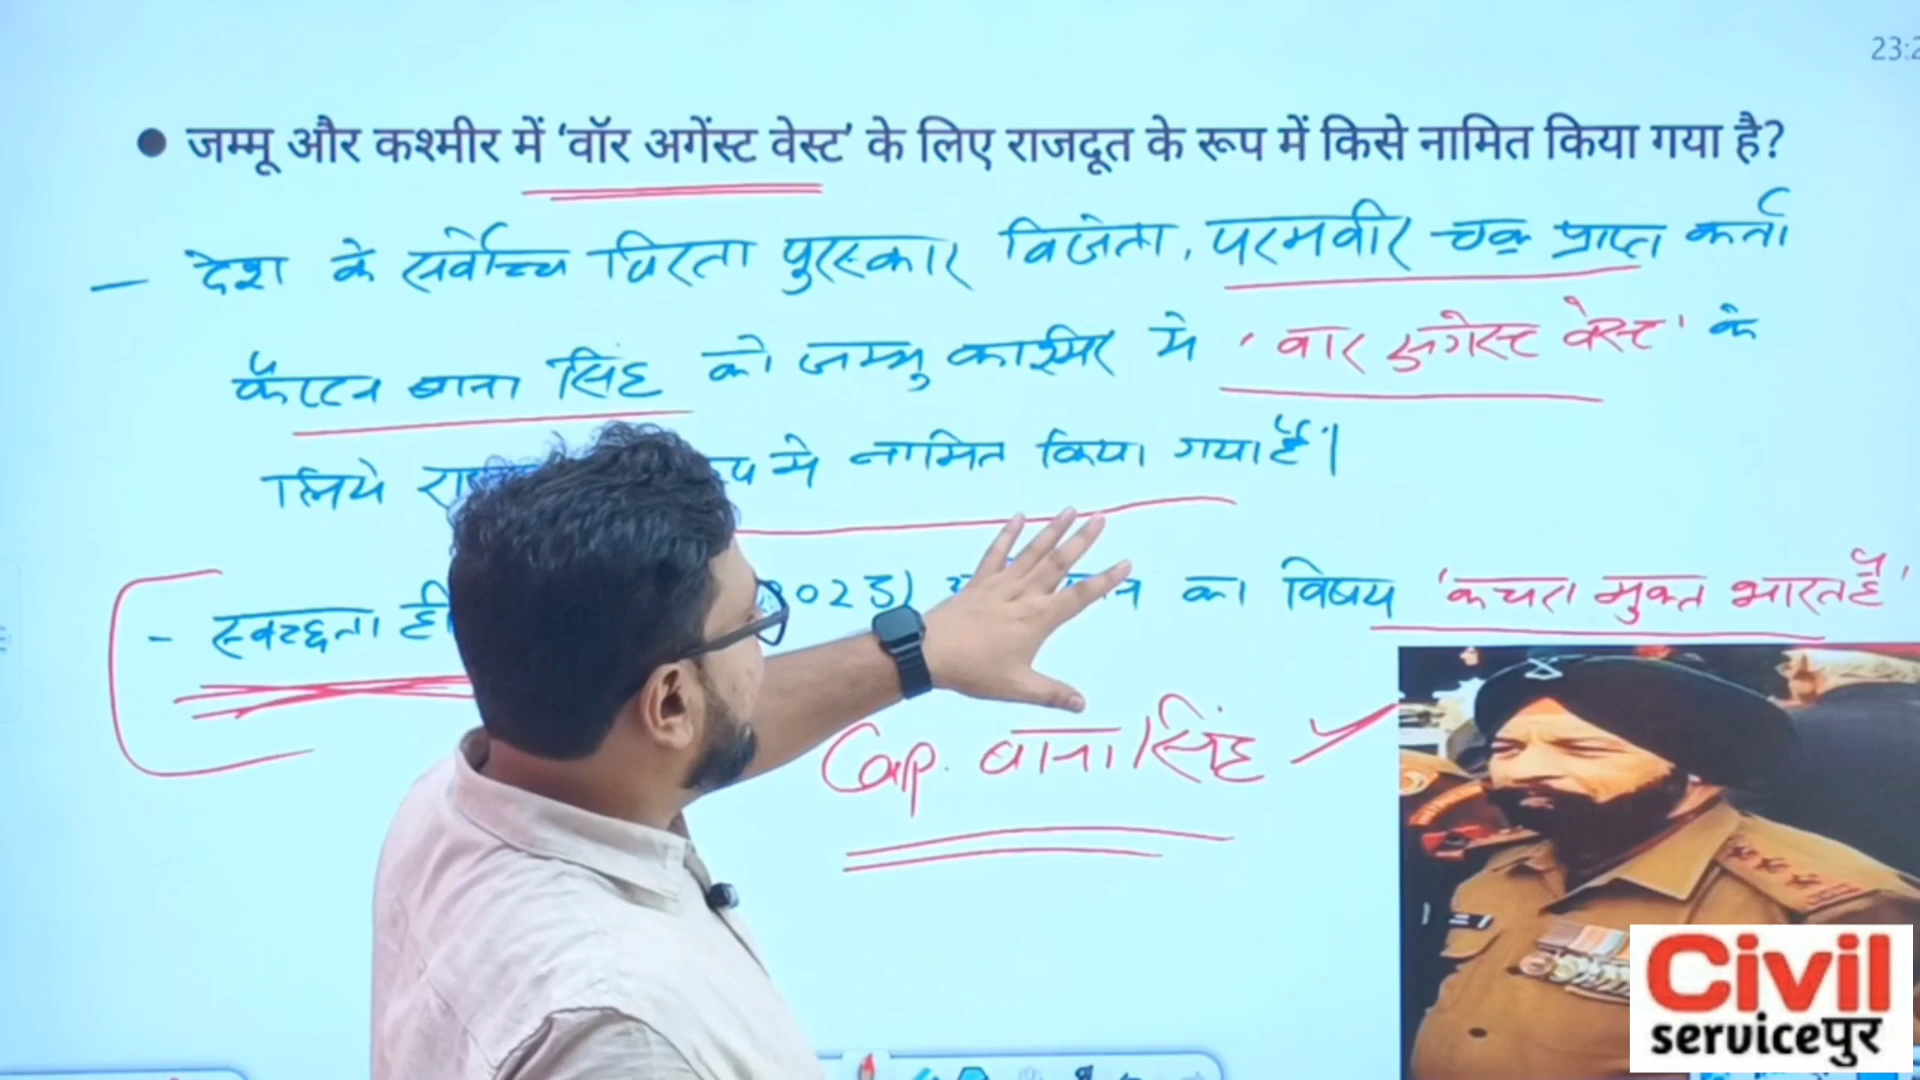 23:2
● जम्मू और कश्मीर में ‘वॉर अगेंस्ट वेस्ट’ के लिए राजदूत के रूप में किसे नामित किया गया है?
– देश के सर्वोच्च विरता पुरस्कार विजेता, परमवीर चक्र प्राप्त कर्ता
कैप्टन बाना सिंह को जम्मु काश्मिर मे 'वार अगेस्ट वेस्ट' के
लिये मे नामित किया गया है।
- स्वच्छता ही 2023) का विषय 'कचरा मुक्त भारत है'
Cap. बाना सिंह ✓
Civil
serviceपुर